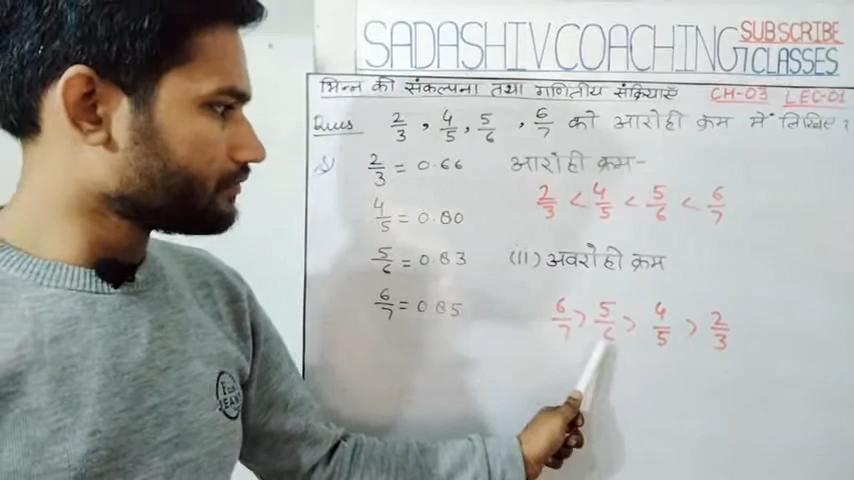 SADASHIV COACHING CLASSES
SUBSCRIBE
भिन्न की संकल्पना तथा गणितीय संक्रियाएँ CH-03 LEC-01
Ques 2/3, 4/5, 5/6, 6/7 को आरोही क्रम में लिखिए?
2/3 = 0.66 आरोही क्रम-
2/3 < 4/5 < 5/6 < 6/7
4/5 = 0.80
5/6 = 0.83 (ii) अवरोही क्रम
6/7 = 0.85
6/7 > 5/6 > 4/5 > 2/3
JEANS